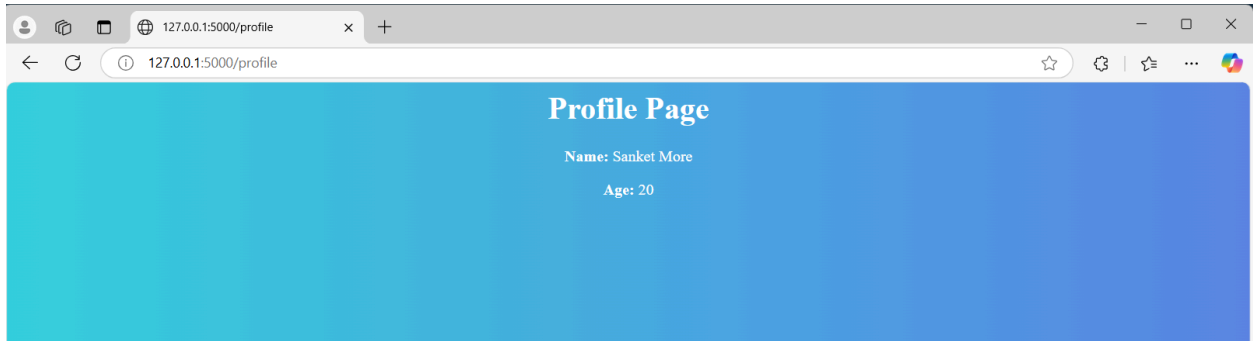 127.0.0.1:5000/profile
127.0.0.1:5000/profile
Profile Page
Name: Sanket More
Age: 20